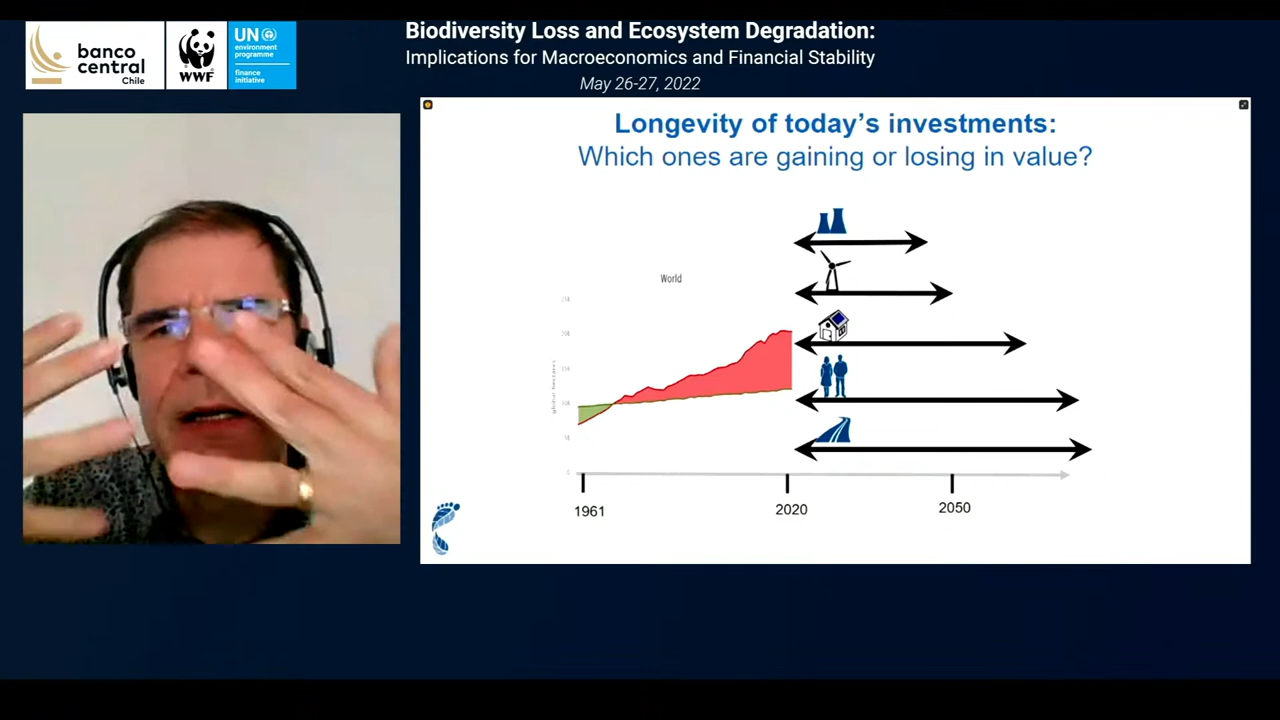 banco
central
Chile
WWF
UN
environment
programme
finance
initiative
Biodiversity Loss and Ecosystem Degradation:
Implications for Macroeconomics and Financial Stability
May 26-27, 2022
Longevity of today's investments:
Which ones are gaining or losing in value?
World
global hectares
1961
2020
2050